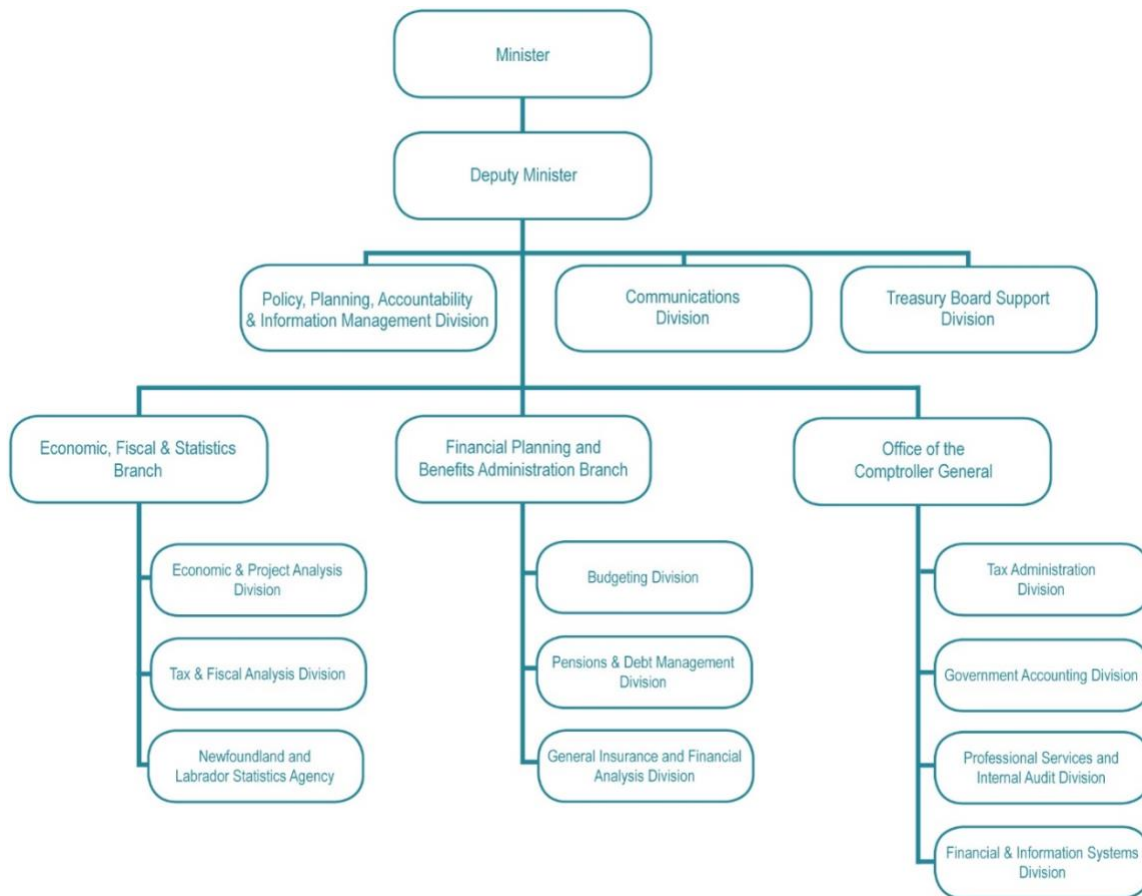 Minister
Deputy Minister
Policy, Planning, Accountability
& Information Management Division
Communications
Division
Treasury Board Support
Division
Economic, Fiscal & Statistics
Branch
Financial Planning and
Benefits Administration Branch
Office of the
Comptroller General
Economic & Project Analysis
Division
Tax & Fiscal Analysis Division
Newfoundland and
Labrador Statistics Agency
Budgeting Division
Pensions & Debt Management
Division
General Insurance and Financial
Analysis Division
Tax Administration
Division
Government Accounting Division
Professional Services and
Internal Audit Division
Financial & Information Systems
Division